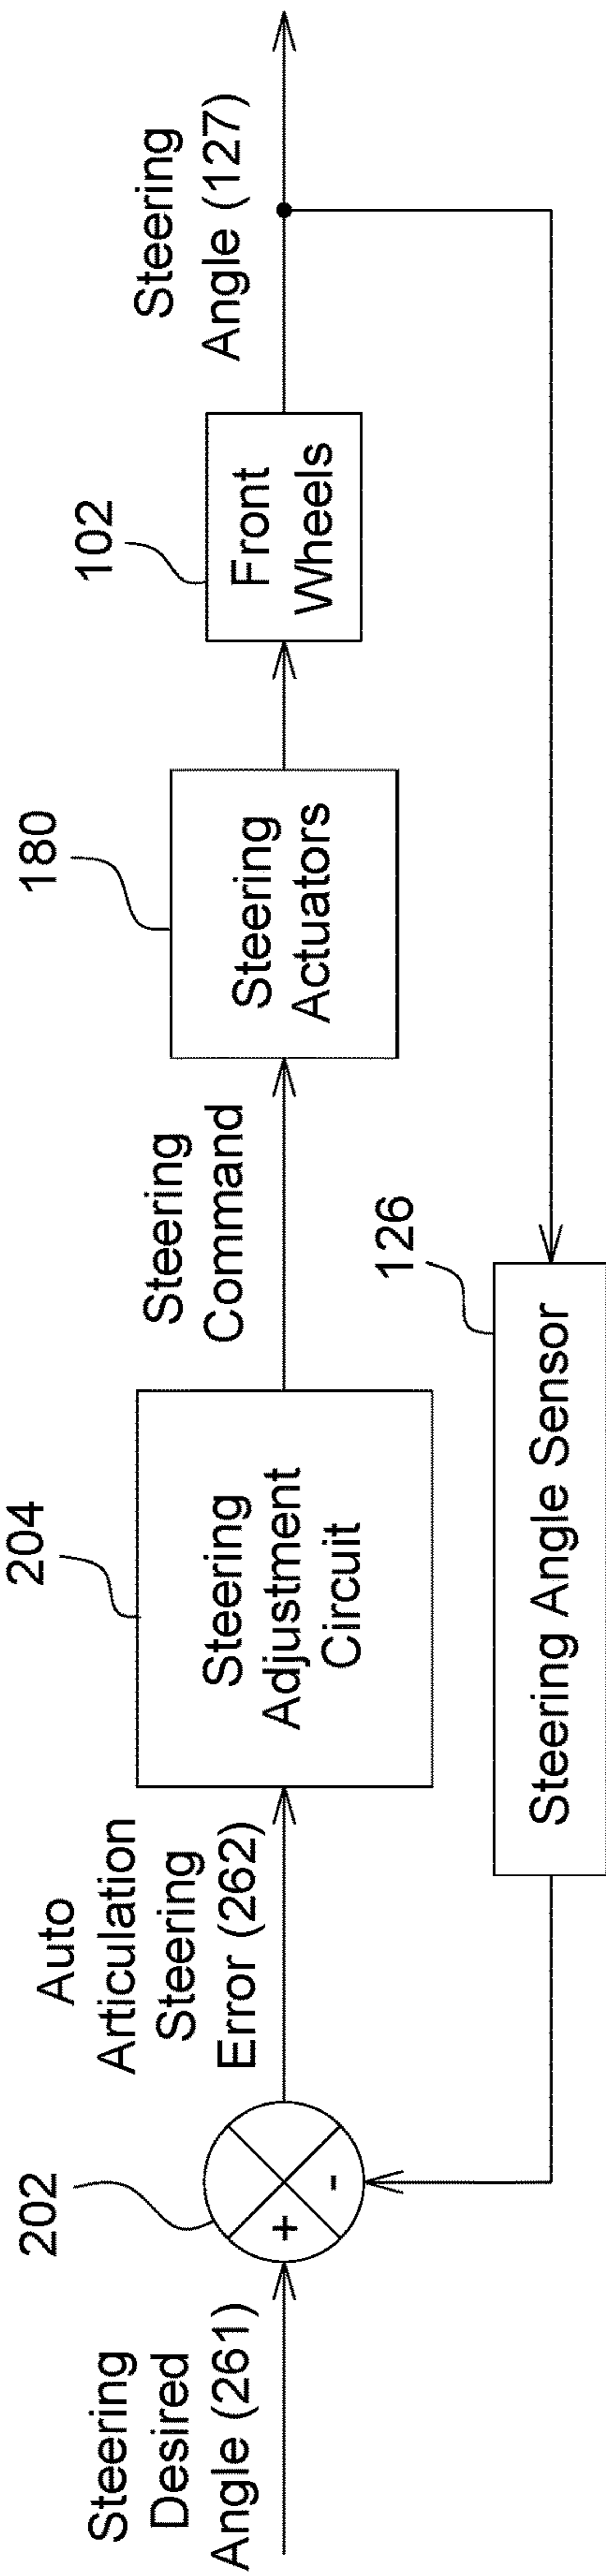 Steering
Desired
Angle (261)
202
+
-
Auto
Articulation
Steering
Error (262)
204
Steering
Adjustment
Circuit
Steering
Command
180
Steering
Actuators
102
Front
Wheels
Steering
Angle (127)
126
Steering Angle Sensor